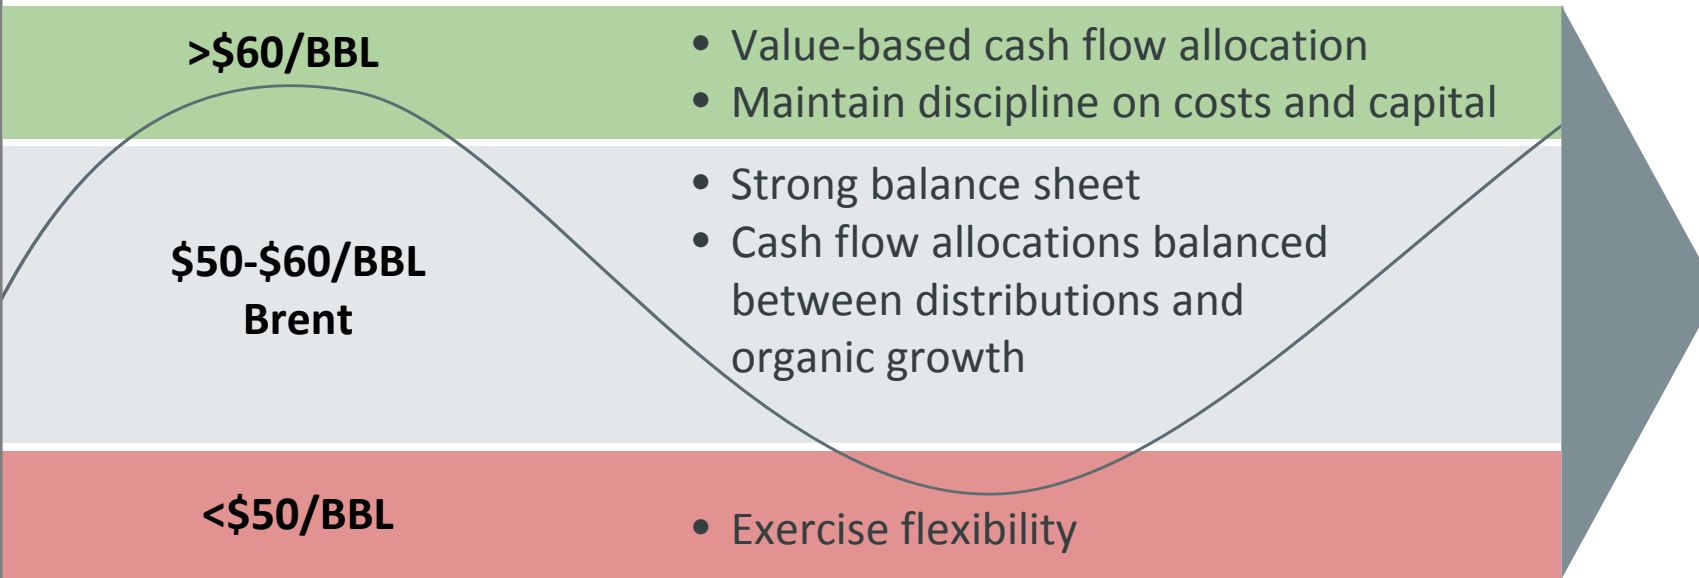 >$60/BBL
• Value-based cash flow allocation
• Maintain discipline on costs and capital
$50-$60/BBL
Brent
• Strong balance sheet
• Cash flow allocations balanced
between distributions and
organic growth
<$50/BBL
• Exercise flexibility